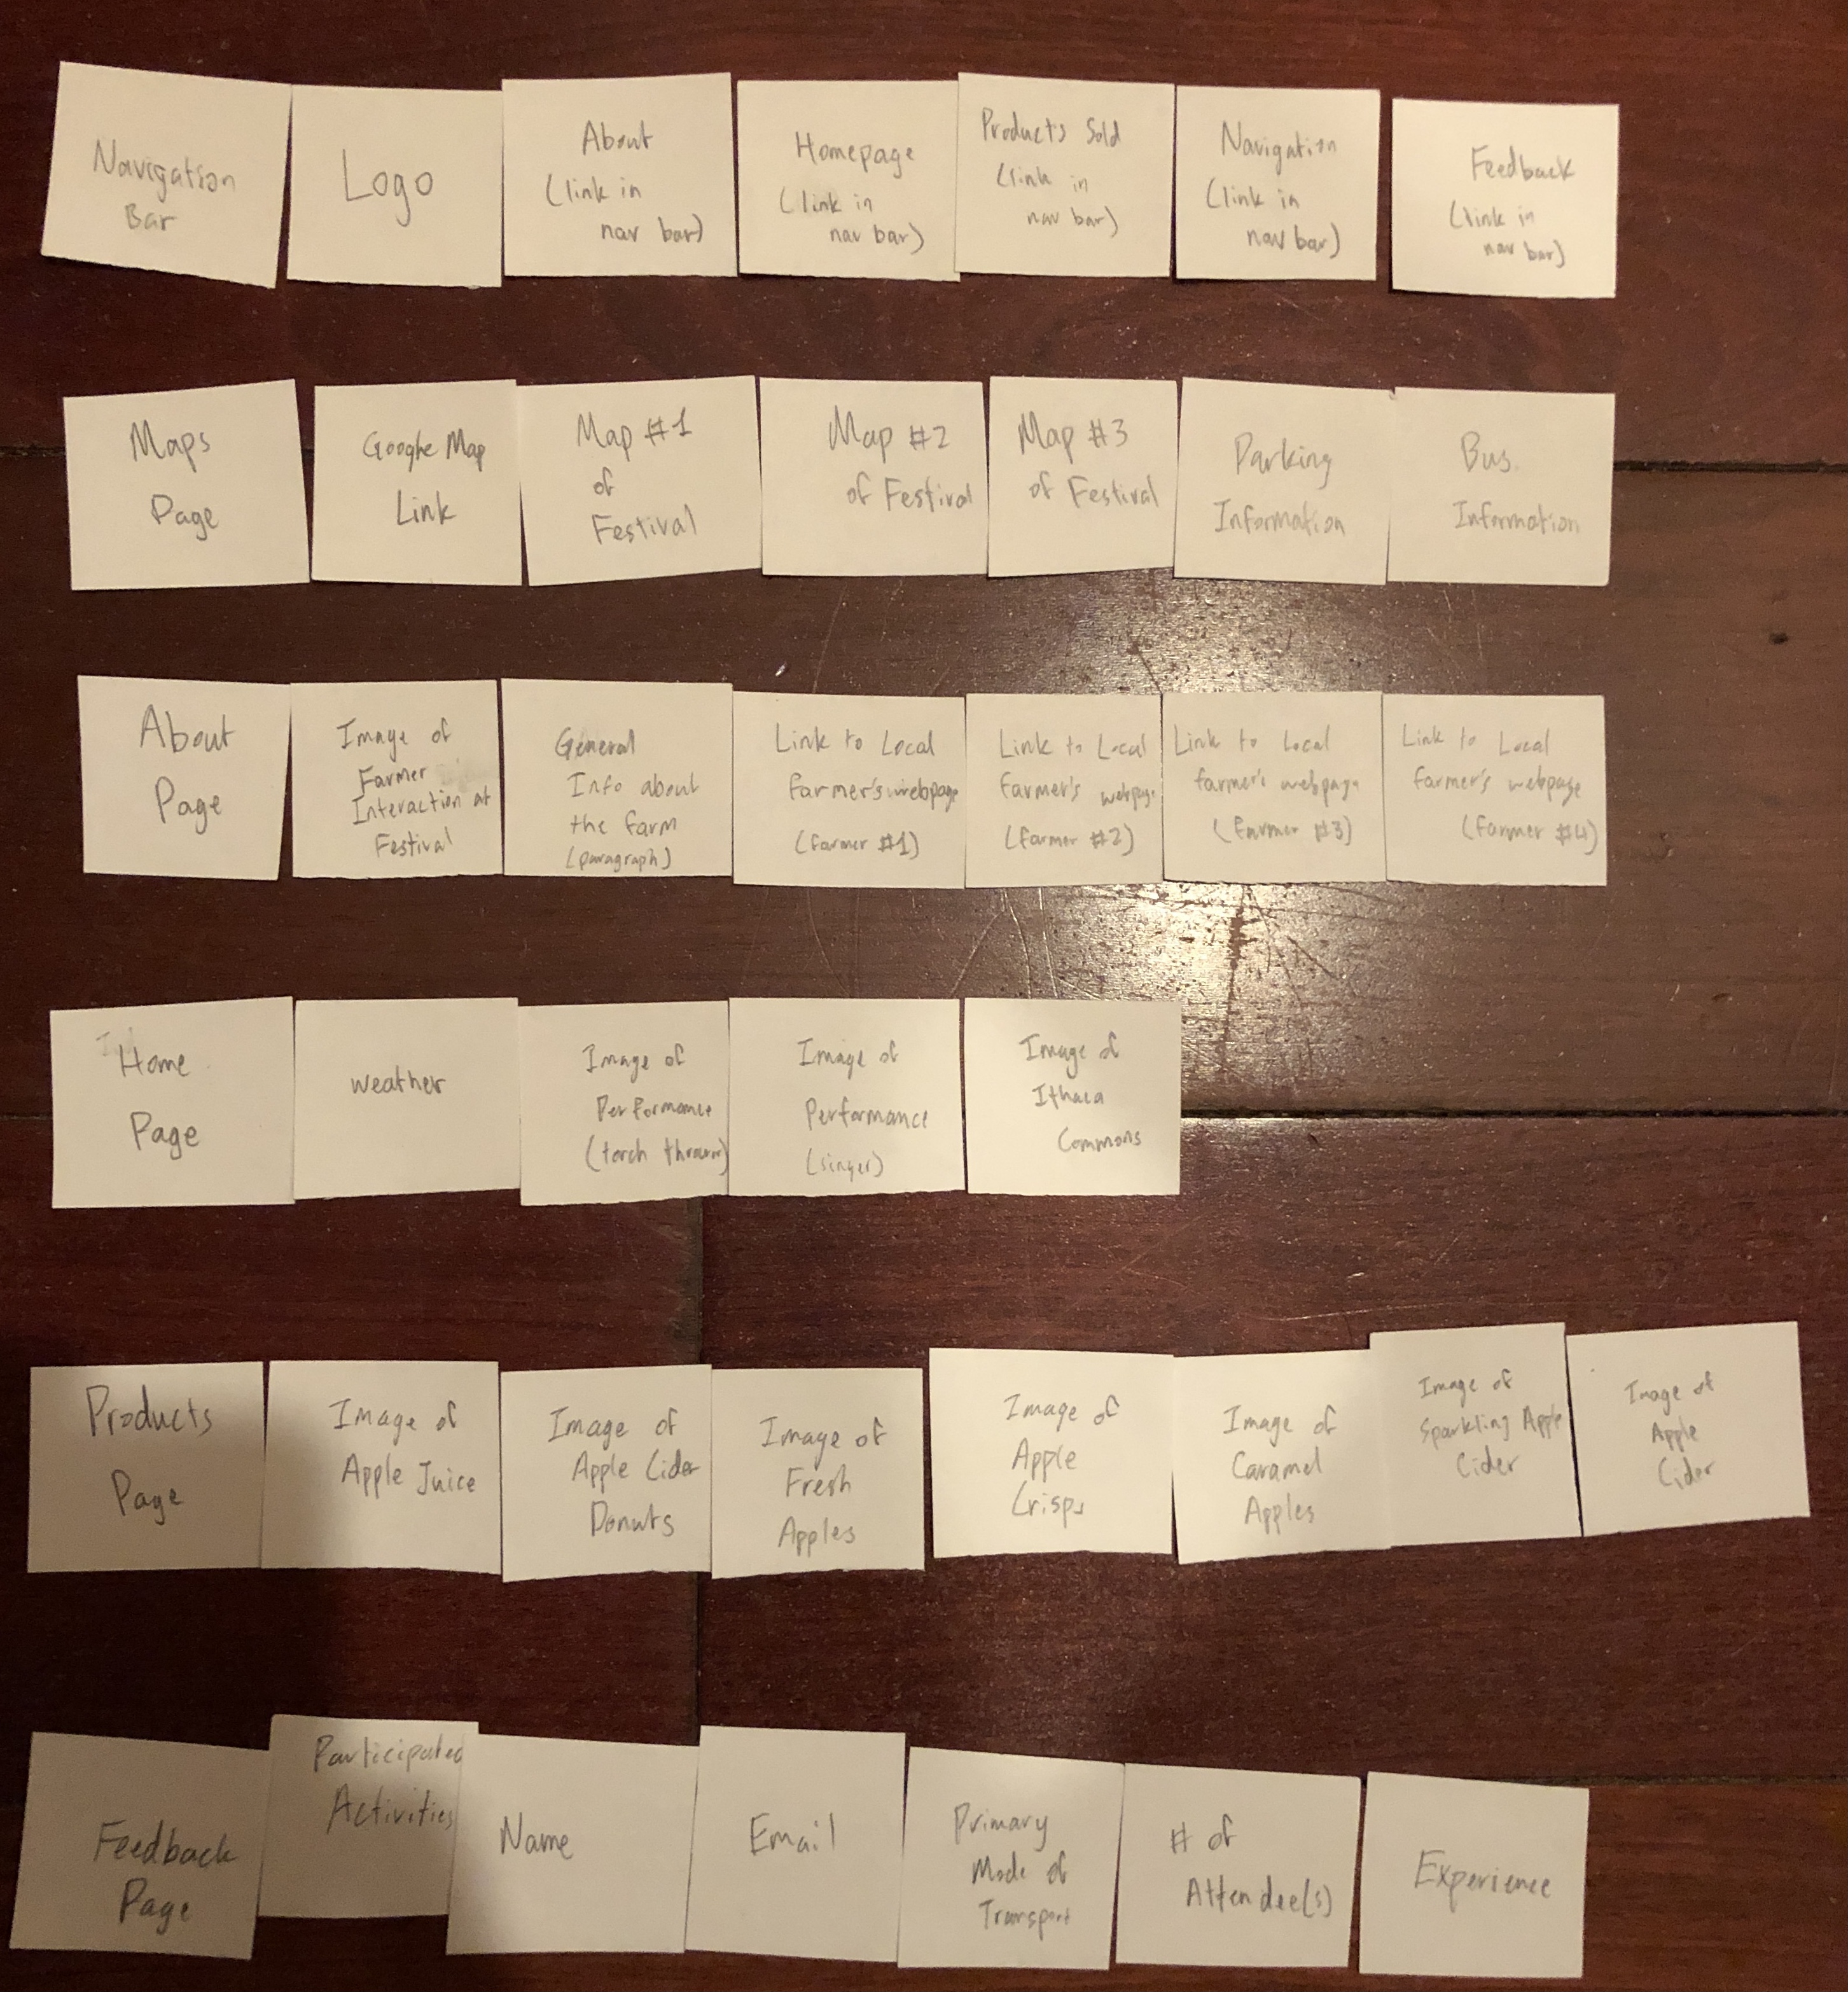 Navigation
Bar
Logo
About
(link in
nav bar)
Homepage
(link in
nav bar)
Products Sold
(link in
nav bar)
Navigation
(link in
nav bar)
Feedback
(link in
nav bar)
Maps
Page
Google Map
Link
Map #1
of
Festival
Map #2
of Festival
Map #3
of Festival
Parking
Information
Bus
Information
About
Page
Image of
Farmer
Interaction at
Festival
General
Info about
the farm
(paragraph)
Link to Local
Farmer's webpage
(farmer #1)
Link to Local
Farmer's webpage
(farmer #2)
Link to Local
farmer's webpage
(farmer #3)
Link to Local
farmer's webpage
(farmer #4)
Home
Page
weather
Image of
Performance
(torch thrower)
Image of
Performance
(singer)
Image of
Ithaca
Commons
Products
Page
Image of
Apple Juice
Image of
Apple Cider
Donuts
Image of
Fresh
Apples
Image of
Apple
Crisps
Image of
Caramel
Apples
Image of
Sparkling Apple
Cider
Image of
Apple
Cider
Feedback
Page
Participated
Activities
Name
Email
Primary
Mode of
Transport
# of
Attendee(s)
Experience